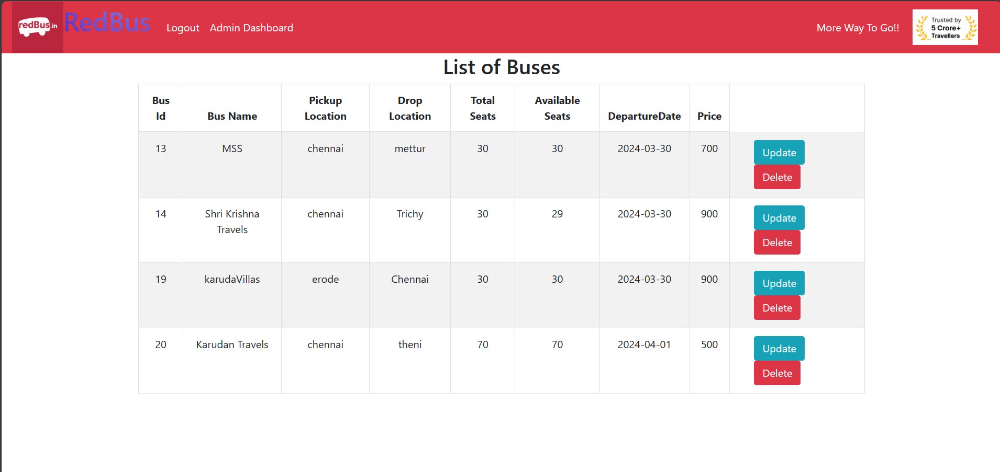 redBus.in
RedBus
Logout
Admin Dashboard
More Way To Go!!
Trusted by
5 Crore+
Travellers
List of Buses
Bus Id
Bus Name
Pickup Location
Drop Location
Total Seats
Available Seats
DepartureDate
Price
13 MSS chennai mettur 30 30 2024-03-30 700 Update
Delete
14 Shri Krishna Travels chennai Trichy 30 29 2024-03-30 900 Update
Delete
19 karudaVillas erode Chennai 30 30 2024-03-30 900 Update
Delete
20 Karudan Travels chennai theni 70 70 2024-04-01 500 Update
Delete